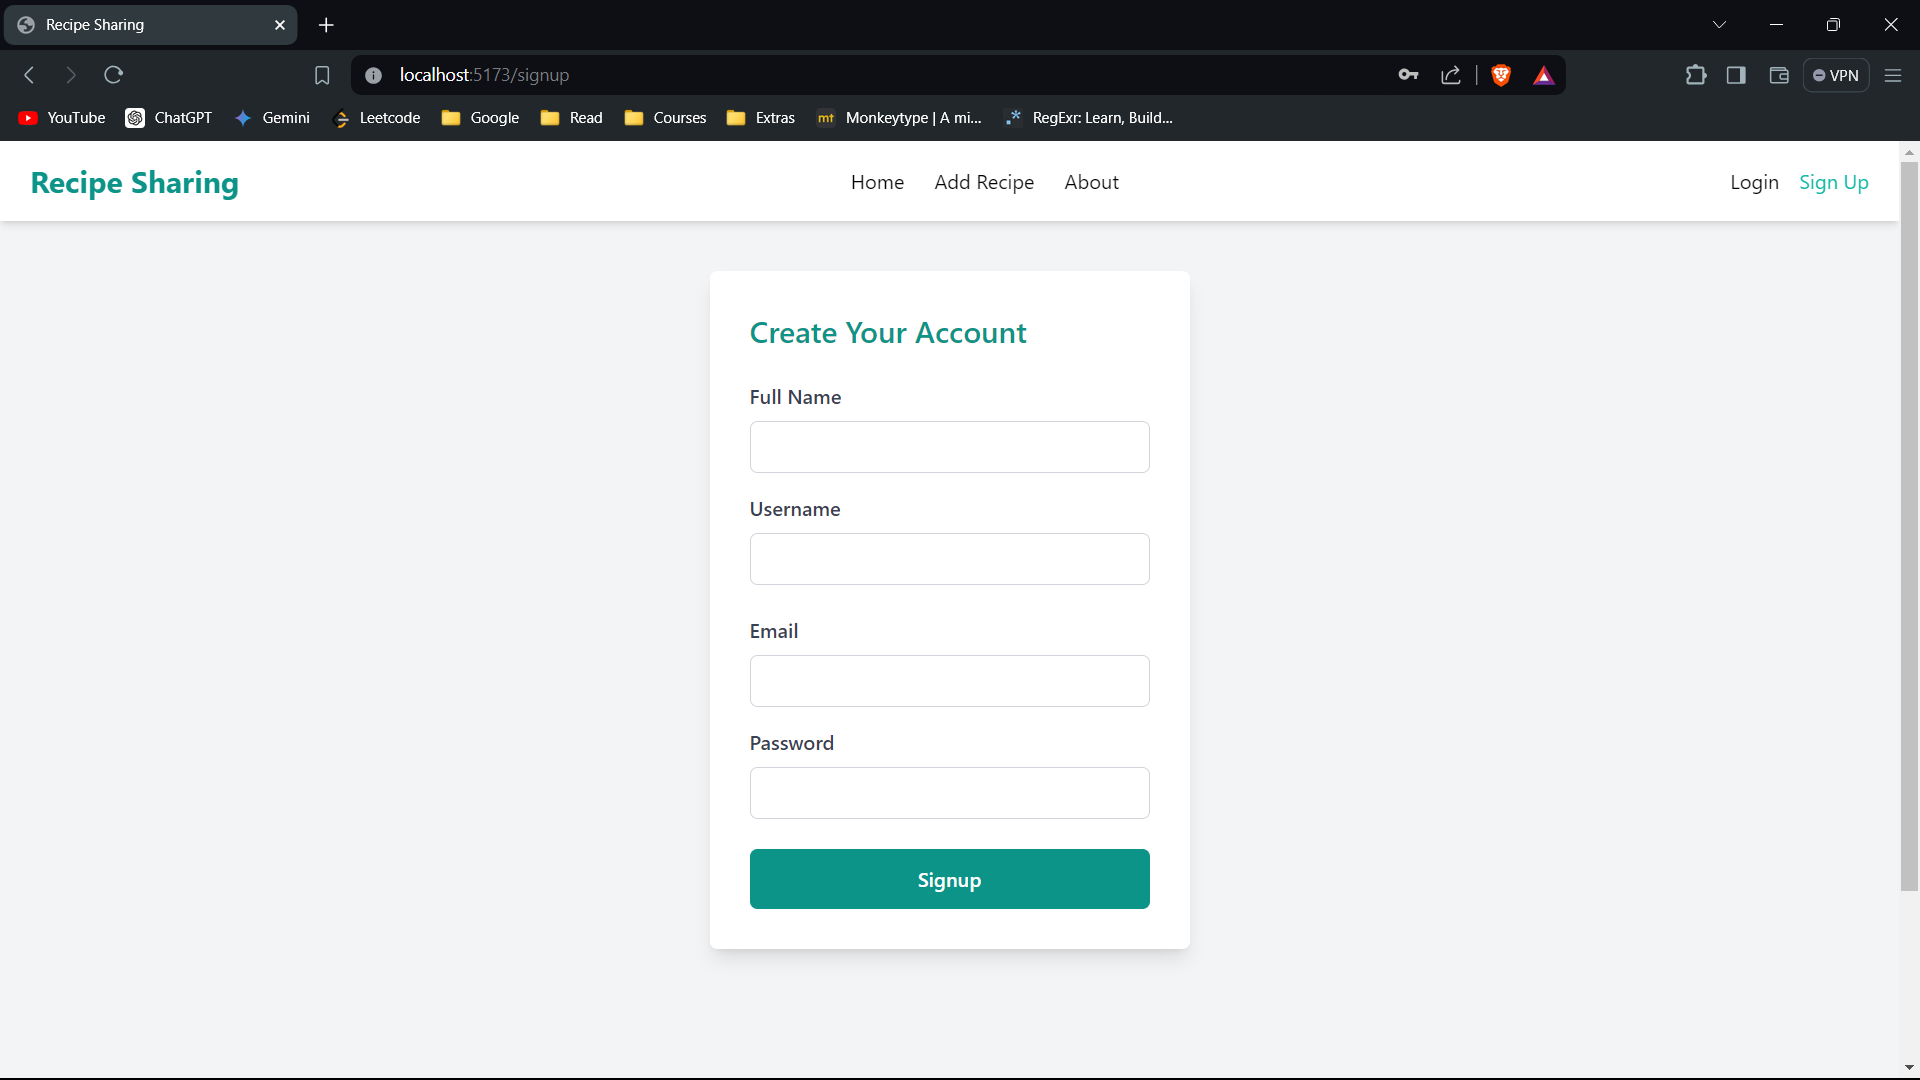 Recipe Sharing
localhost:5173/signup
VPN
YouTube ChatGPT Gemini Leetcode Google Read Courses Extras mt Monkeytype | A mi... .* RegExr: Learn, Build...
Recipe Sharing Home Add Recipe About Login Sign Up
Create Your Account
Full Name
Username
Email
Password
Signup